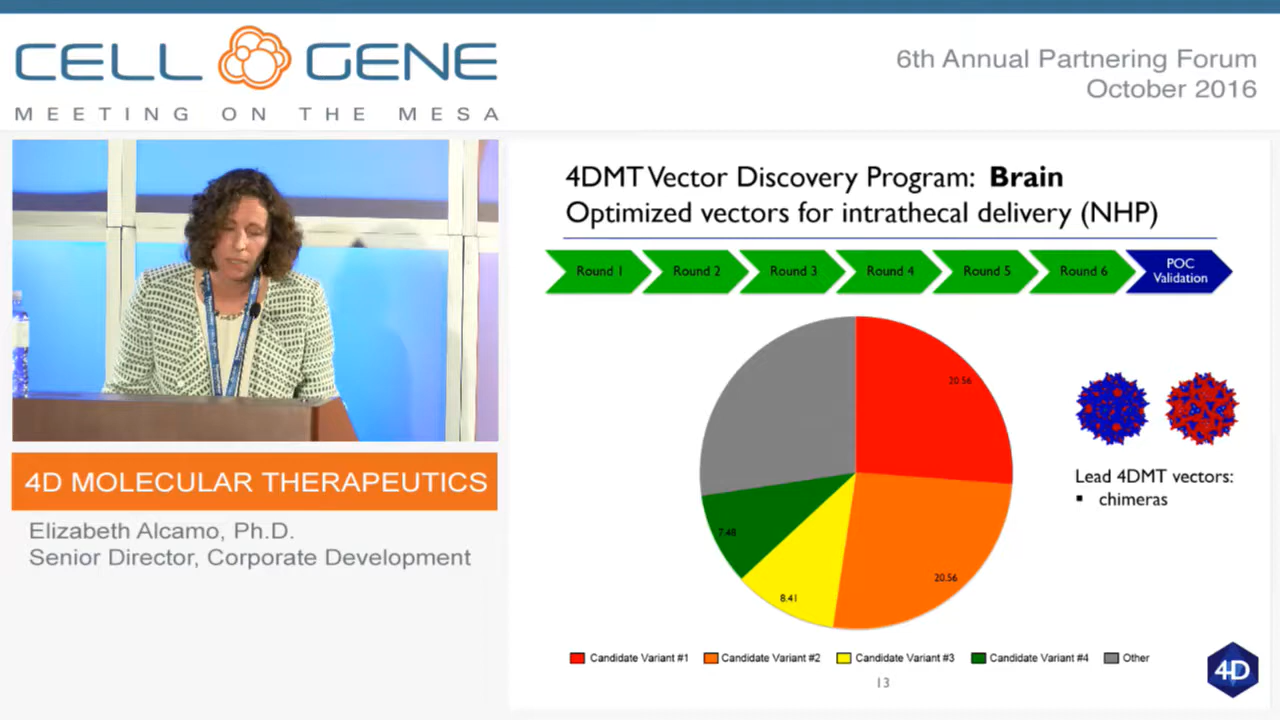 CELL GENE
MEETING ON THE MESA
6th Annual Partnering Forum
October 2016
4DMT Vector Discovery Program: Brain
Optimized vectors for intrathecal delivery (NHP)
Round 1
Round 2
Round 3
Round 4
Round 5
Round 6
POC
Validation
20.56
20.56
8.41
7.48
Lead 4DMT vectors:
▪ chimeras
Candidate Variant #1
Candidate Variant #2
Candidate Variant #3
Candidate Variant #4
Other
13
4D
4D MOLECULAR THERAPEUTICS
Elizabeth Alcamo, Ph.D.
Senior Director, Corporate Development